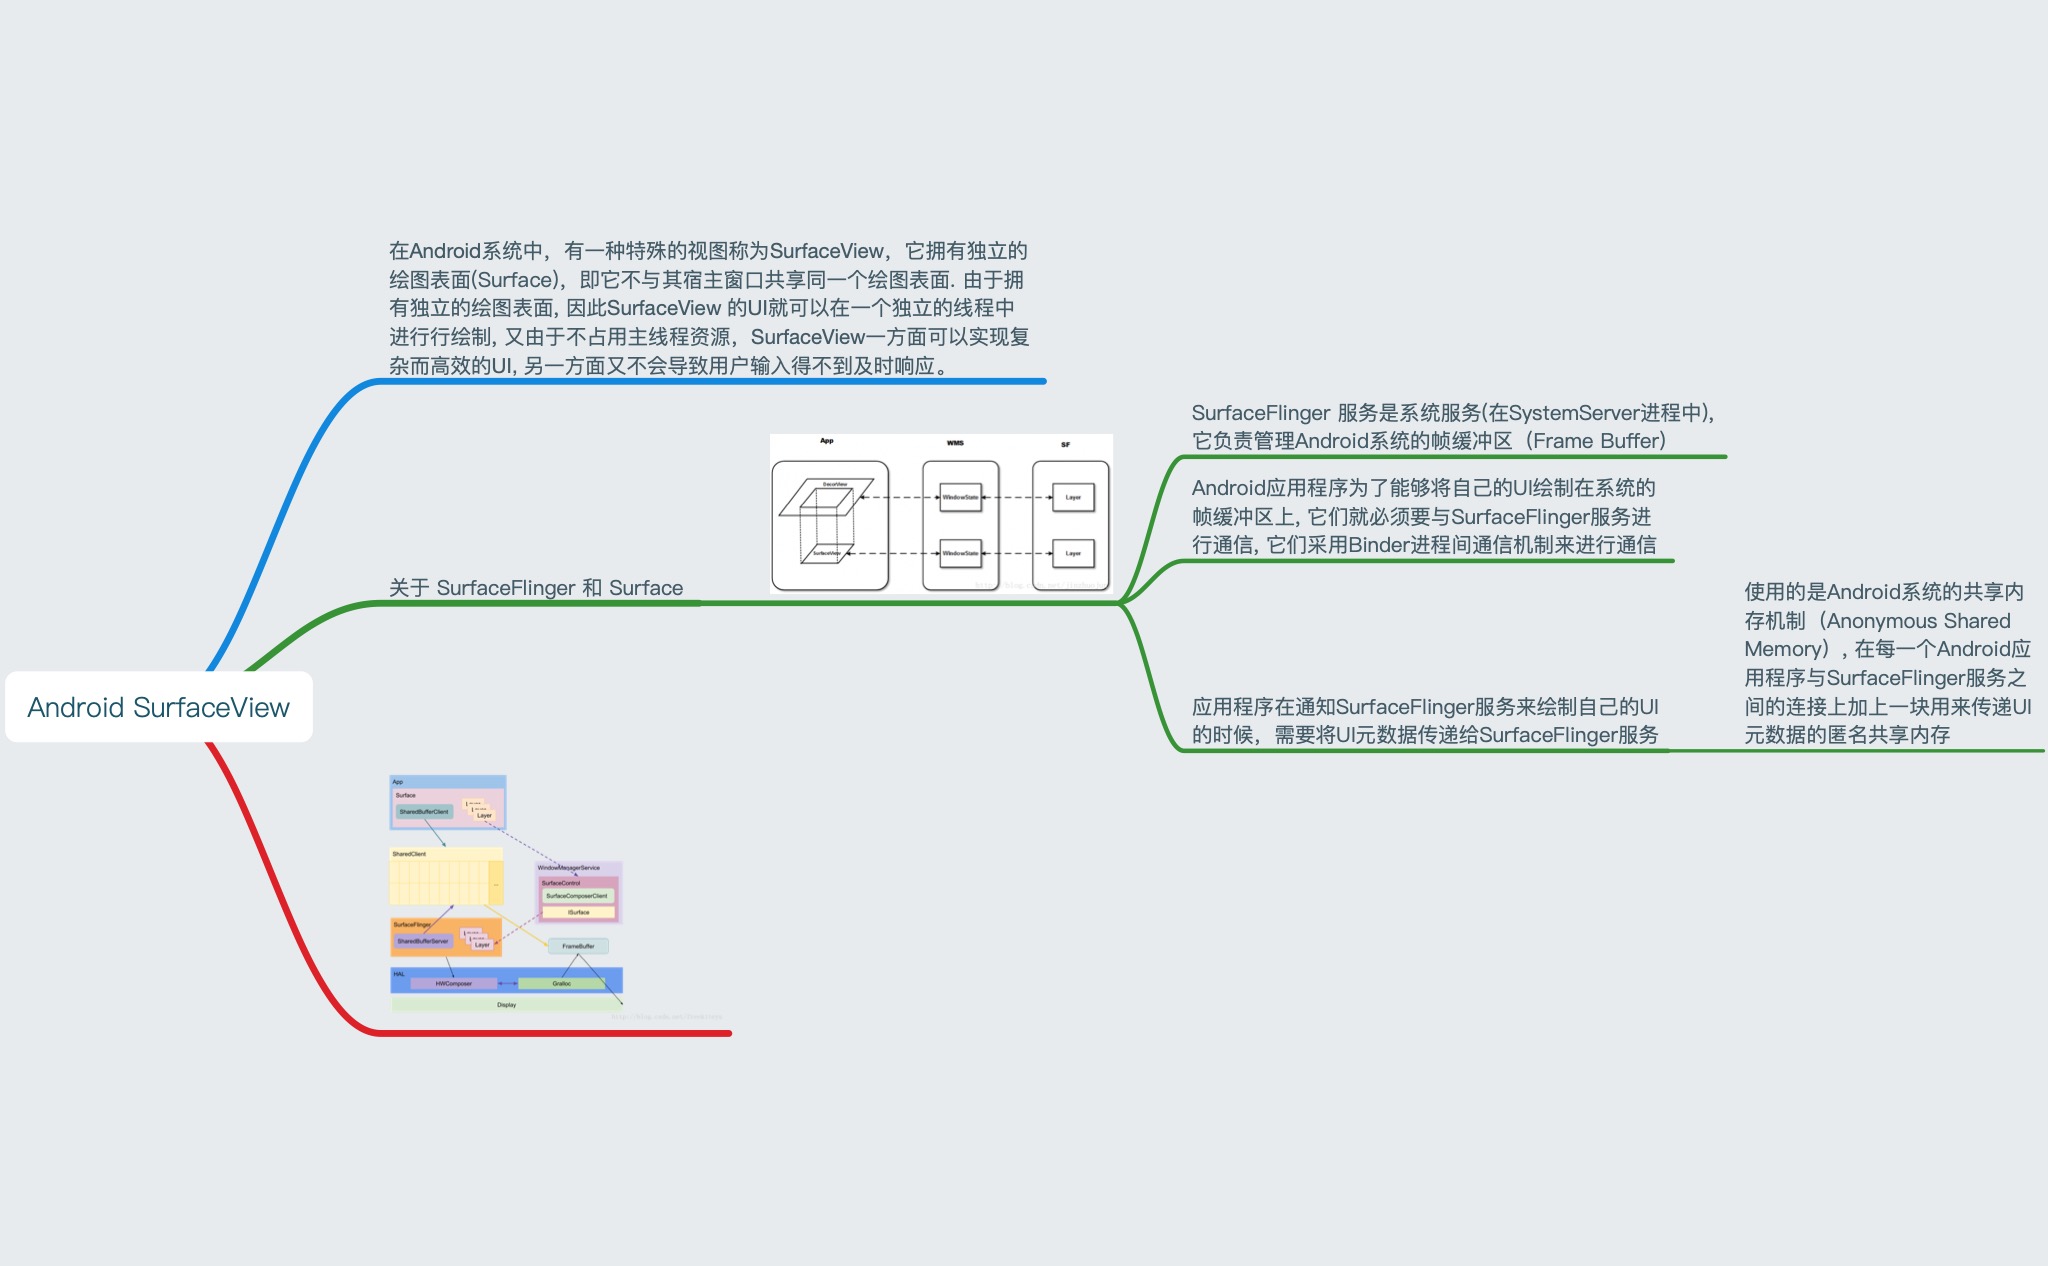 在Android系统中，有一种特殊的视图称为SurfaceView，它拥有独立的
绘图表面(Surface)，即它不与其宿主窗口共享同一个绘图表面. 由于拥
有独立的绘图表面, 因此SurfaceView 的UI就可以在一个独立的线程中
进行行绘制, 又由于不占用主线程资源，SurfaceView一方面可以实现复
杂而高效的UI, 另一方面又不会导致用户输入得不到及时响应。
关于 SurfaceFlinger 和 Surface
App
WMS
SF
DecorView
WindowState
Layer
SurfaceView
WindowState
Layer
SurfaceFlinger 服务是系统服务(在SystemServer进程中),
它负责管理Android系统的帧缓冲区（Frame Buffer）
Android应用程序为了能够将自己的UI绘制在系统的
帧缓冲区上, 它们就必须要与SurfaceFlinger服务进
行通信, 它们采用Binder进程间通信机制来进行通信
应用程序在通知SurfaceFlinger服务来绘制自己的UI
的时候，需要将UI元数据传递给SurfaceFlinger服务
使用的是Android系统的共享内
存机制（Anonymous Shared
Memory）, 在每一个Android应
用程序与SurfaceFlinger服务之
间的连接上加上一块用来传递UI
元数据的匿名共享内存
Android SurfaceView
App
Surface
SharedBufferClient
Layer
SharedClient
...
WindowManagerService
SurfaceControl
SurfaceComposerClient
ISurface
SurfaceFlinger
SharedBufferServer
Layer
FrameBuffer
HAL
HWComposer
Gralloc
Display